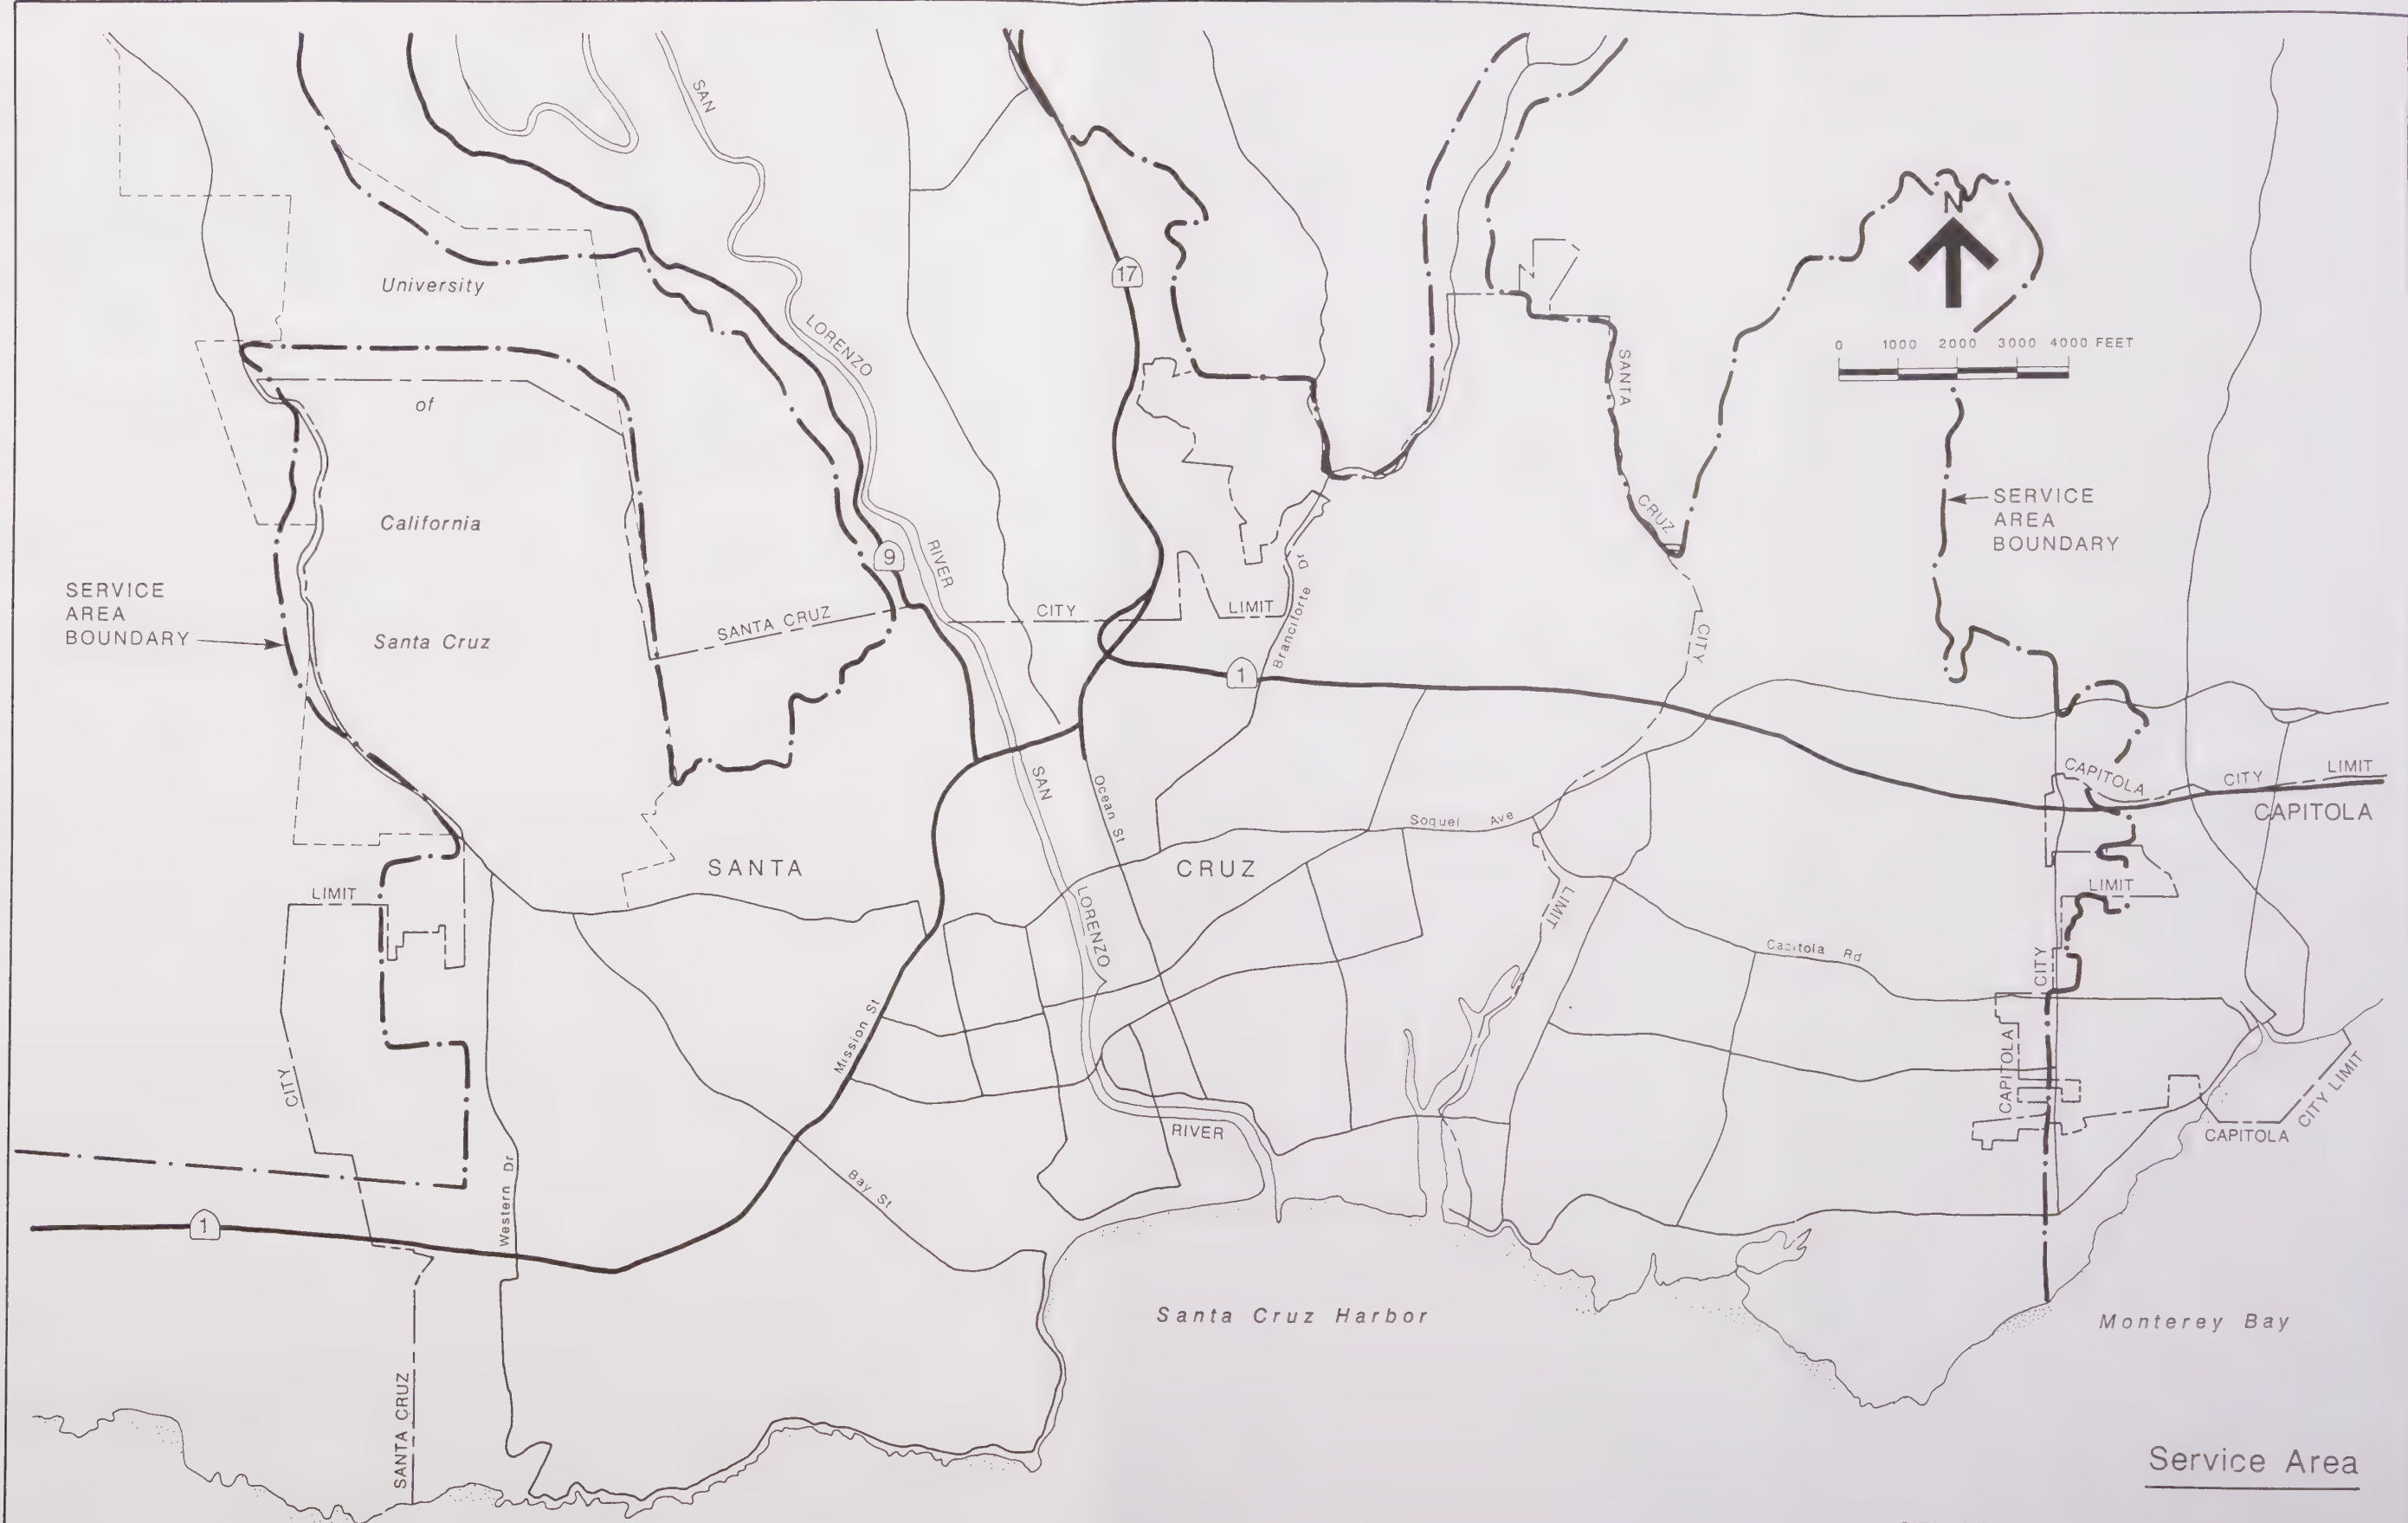 SAN
LORENZO
RIVER
University
of
California
Santa Cruz
17
9
N
0 1000 2000 3000 4000 FEET
SANTA
CRUZ
CITY
LIMIT
SERVICE
AREA
BOUNDARY
SERVICE
AREA
BOUNDARY
SANTA CRUZ
CITY
LIMIT
Branciforte
Dr
1
SAN
LORENZO
RIVER
Ocean St
Soquel Ave
SANTA
CRUZ
CAPITOLA
CITY
LIMIT
CAPITOLA
LIMIT
LIMIT
CITY
Mission St
Bay St
Western Dr
1
SANTA CRUZ
Capitola Rd
CITY
CAPITOLA
CAPITOLA
CITY LIMIT
Santa Cruz Harbor
Monterey Bay
Service Area